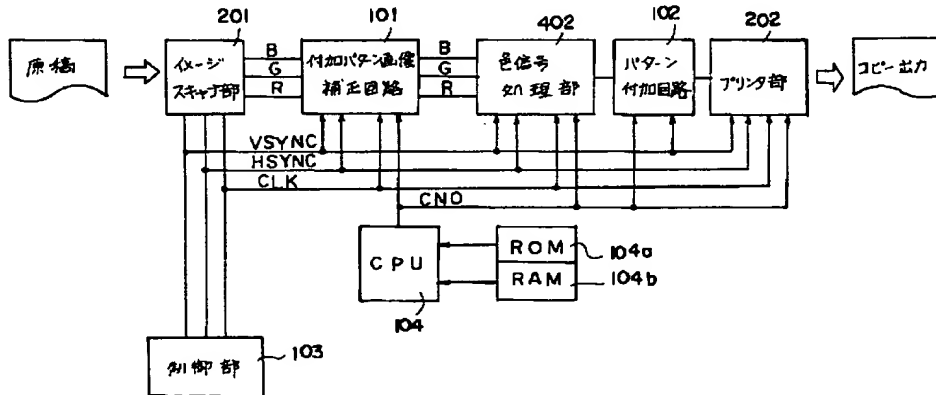 201
101
402
102
202
原稿
イメージ
スキャナ部
B
G
R
付加パターン画像
補正回路
B
G
R
色信号
処理部
パターン
付加回路
プリンタ部
コピー出力
VSYNC
HSYNC
CLK
CNO
CPU
ROM
104a
RAM
104b
104
制御部
103